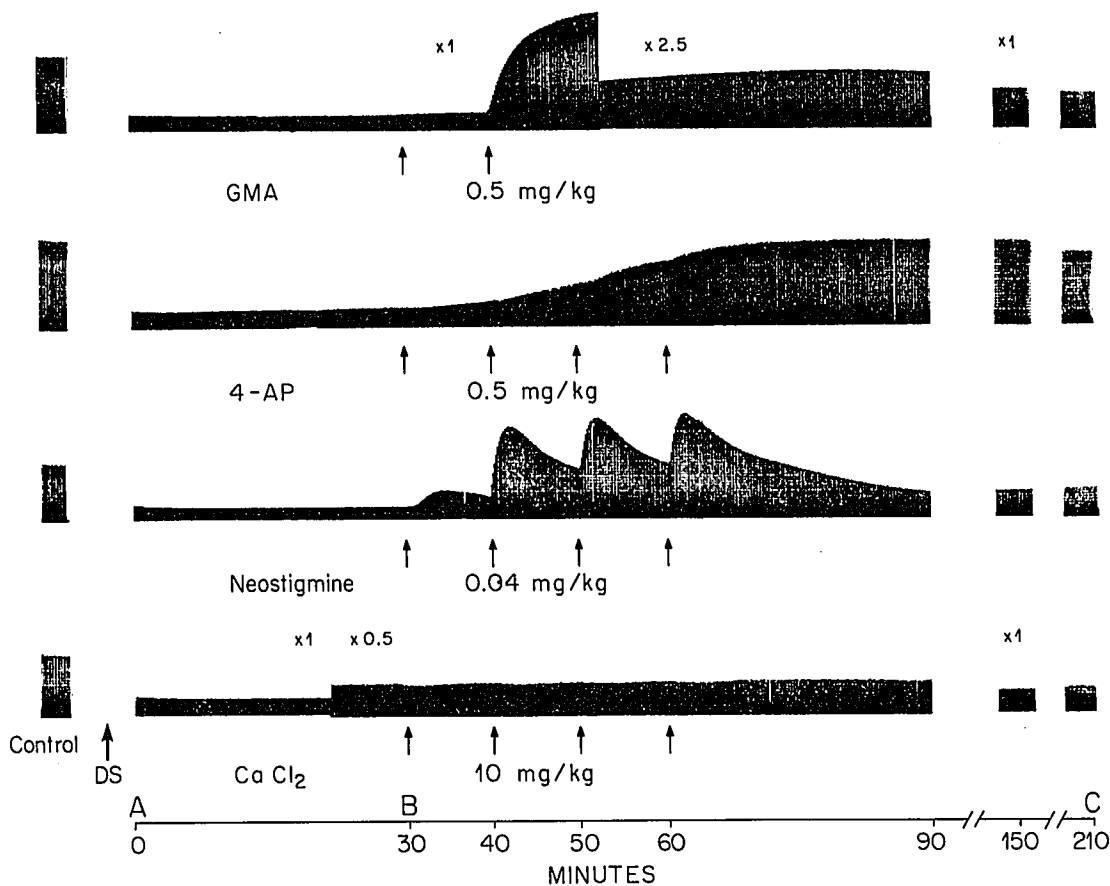 x1 x 2.5 x1
GMA 0.5 mg/kg
4-AP 0.5 mg/kg
Neostigmine 0.04 mg/kg
x1 x 0.5 x1
Control
DS Ca Cl2 10 mg/kg
A B C
0 30 40 50 60 90 150 210
MINUTES